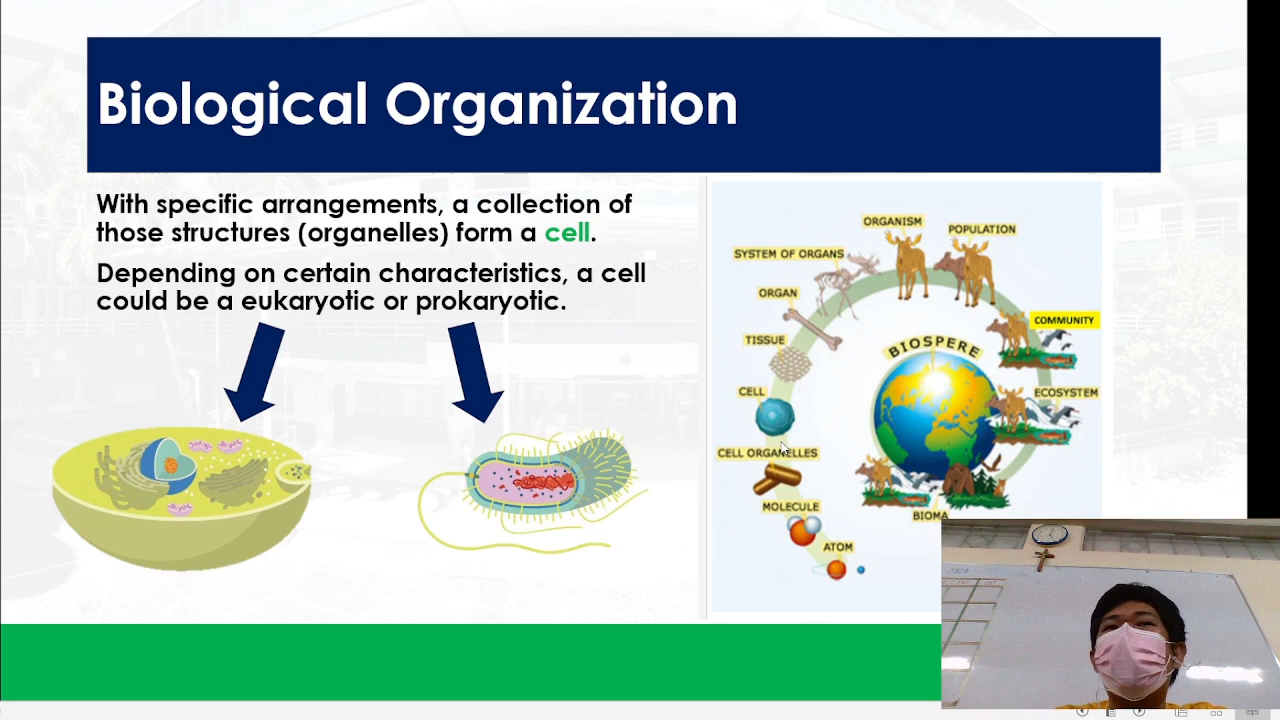 Biological Organization
With specific arrangements, a collection of
those structures (organelles) form a cell.
Depending on certain characteristics, a cell
could be a eukaryotic or prokaryotic.
ORGANISM
POPULATION
SYSTEM OF ORGANS
ORGAN
COMMUNITY
TISSUE
BIOSPERE
CELL
ECOSYSTEM
CELL ORGANELLES
MOLECULE
BIOMA
ATOM